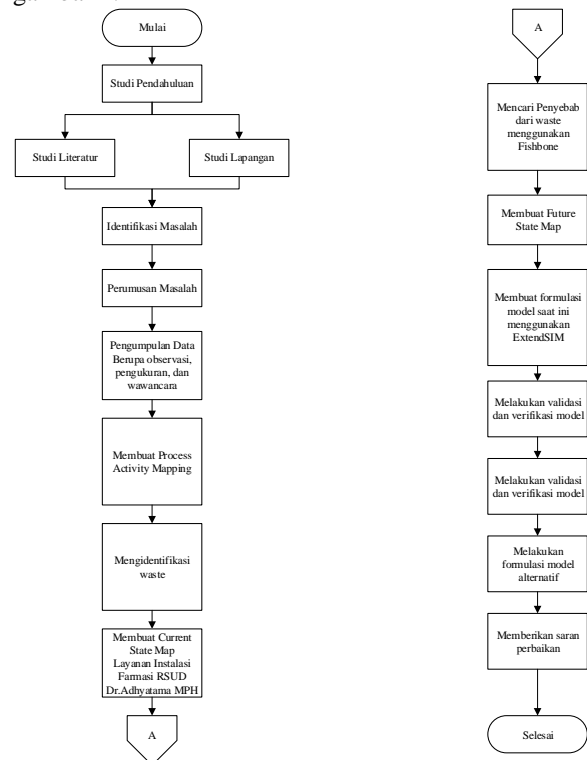 Mulai
Studi Pendahuluan
Studi Literatur
Studi Lapangan
Identifikasi Masalah
Perumusan Masalah
Pengumpulan Data
Berupa observasi,
pengukuran, dan
wawancara
Membuat Process
Activity Mapping
Mengidentifikasi
waste
Membuat Current
State Map
Layanan Instalasi
Farmasi RSUD
Dr.Adhyatama MPH
A
A
Mencari Penyebab
dari waste
menggunakan
Fishbone
Membuat Future
State Map
Membuat formulasi
model saat ini
menggunakan
ExtendSIM
Melakukan validasi
dan verifikasi model
Melakukan validasi
dan verifikasi model
Melakukan
formulasi model
alternatif
Memberikan saran
perbaikan
Selesai